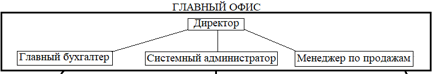 ГЛАВНЫЙ ОФИС
Директор
Главный бухгалтер
Системный администратор
Менеджер по продажам